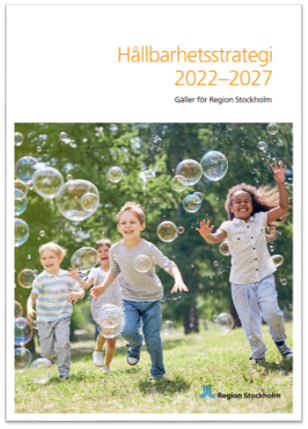 Hållbarhetsstrategi
2022–2027
Gäller för Region Stockholm
Region Stockholm